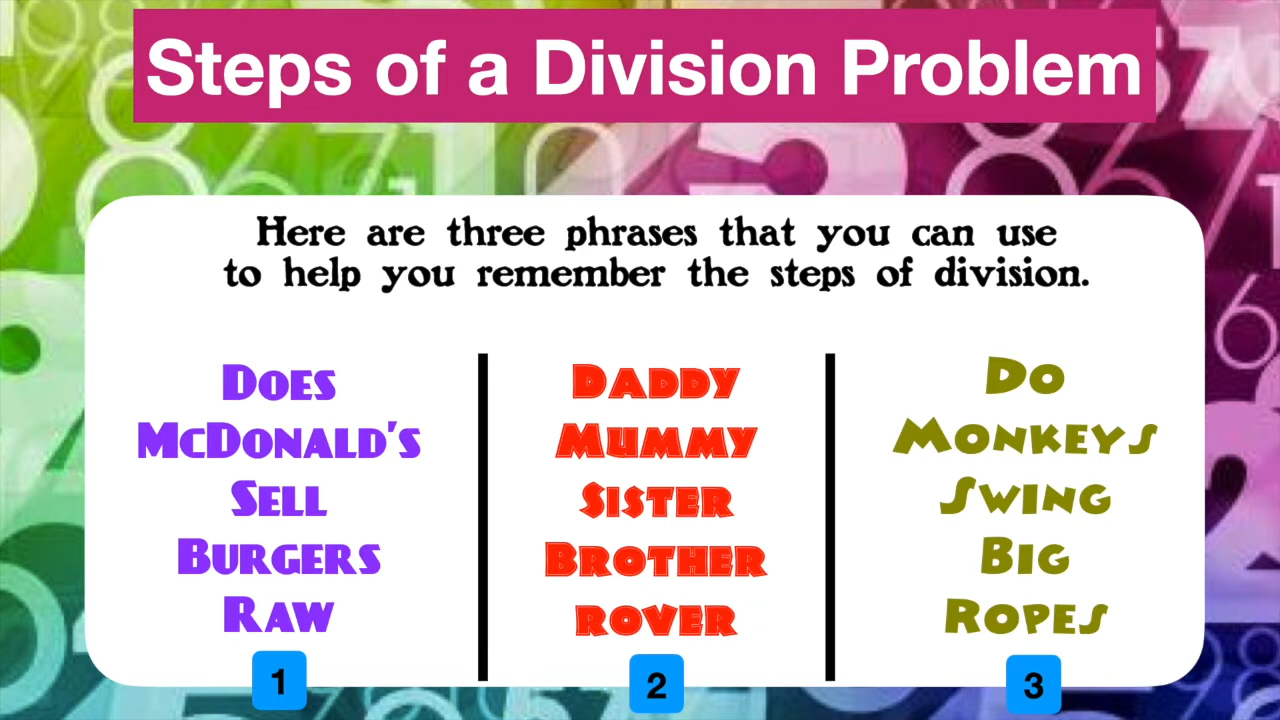 Steps of a Division Problem
Here are three phrases that you can use
to help you remember the steps of division.
Does
McDonald's
Sell
Burgers
Raw
1
Daddy
Mummy
Sister
Brother
Rover
2
Do
Monkeys
Swing
Big
Ropes
3